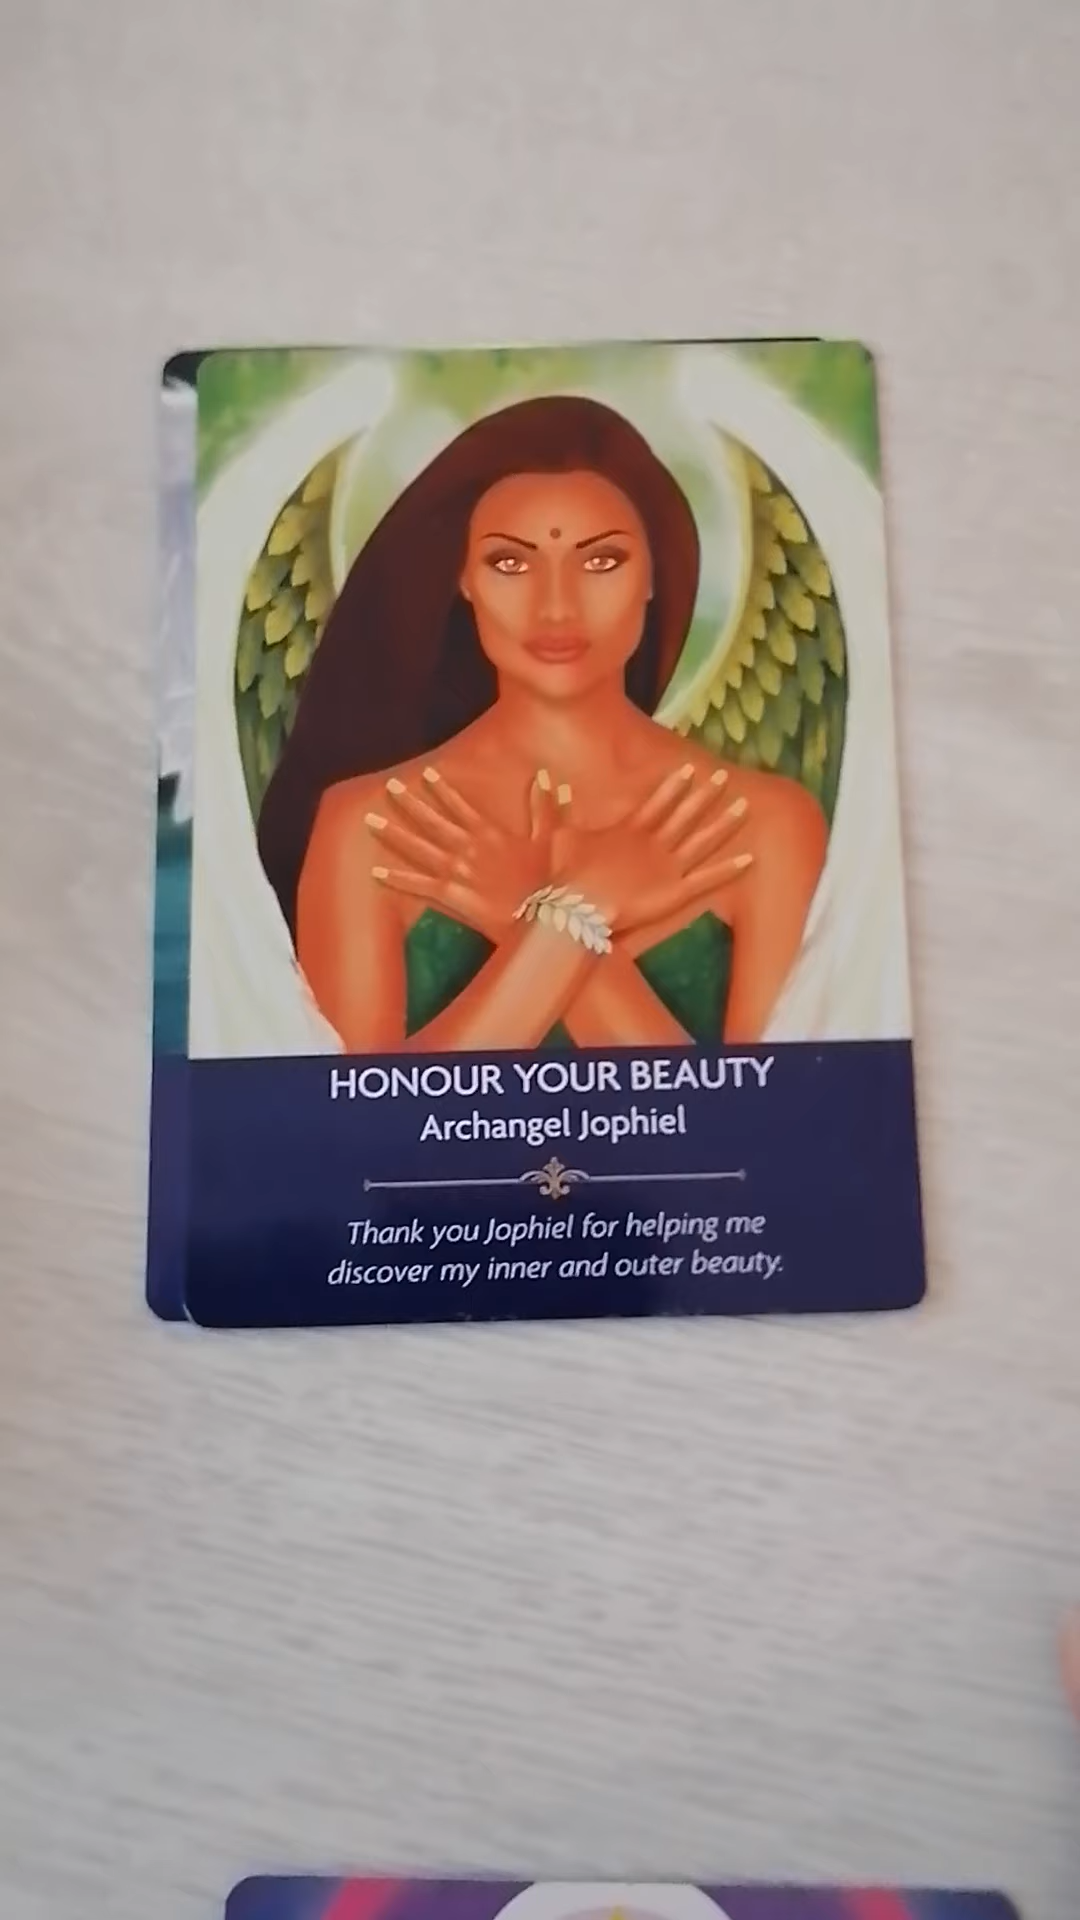 HONOUR YOUR BEAUTY
Archangel Jophiel
Thank you Jophiel for helping me
discover my inner and outer beauty.